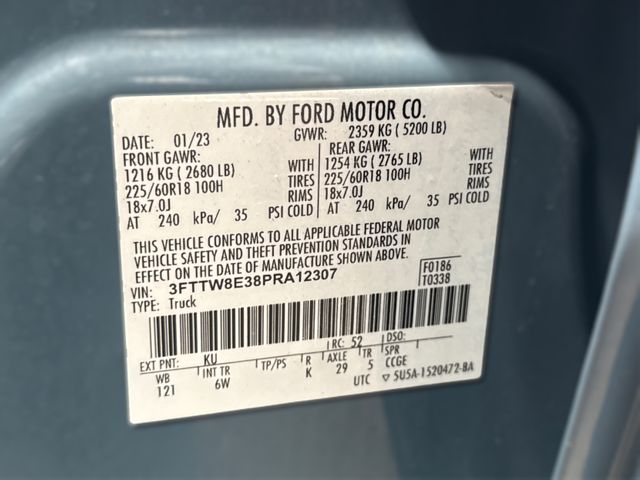 MFD. BY FORD MOTOR CO.
DATE: 01/23 GVWR: 2359 KG ( 5200 LB)
FRONT GAWR: REAR GAWR:
1216 KG ( 2680 LB) WITH 1254 KG ( 2765 LB) WITH
225/60R18 100H TIRES 225/60R18 100H TIRES
18x7.0J RIMS 18x7.0J RIMS
AT 240 kPa/ 35 PSI COLD AT 240 kPa/ 35 PSI COLD
THIS VEHICLE CONFORMS TO ALL APPLICABLE FEDERAL MOTOR
VEHICLE SAFETY AND THEFT PREVENTION STANDARDS IN
EFFECT ON THE DATE OF MANUFACTURE SHOWN ABOVE.
VIN: 3FTTW8E38PRA12307 F0186
TYPE: Truck T0338
EXT PNT: KU RC: 52 DSO:
WB INT TR TP/PS R AXLE TR SPR
121 6W K 29 5 CCGE
UTC ▽ 5U5A-1520472-BA